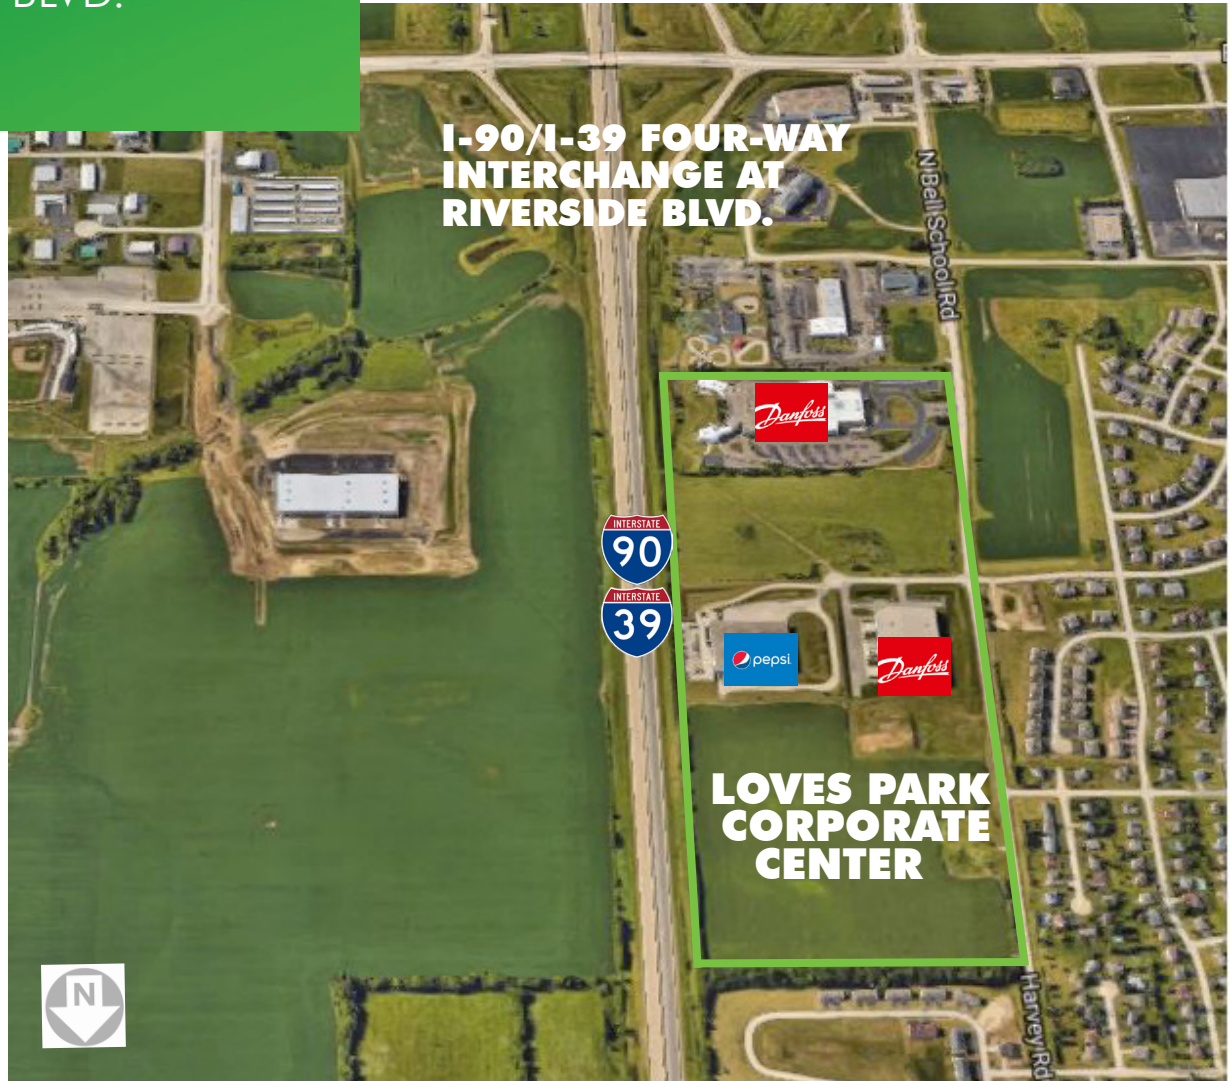 BLVD.
I-90/I-39 FOUR-WAY
INTERCHANGE AT
RIVERSIDE BLVD.
N Bell School Rd
Danfoss
INTERSTATE
90
INTERSTATE
39
pepsi
Danfoss
LOVES PARK
CORPORATE
CENTER
N
Harvey Rd